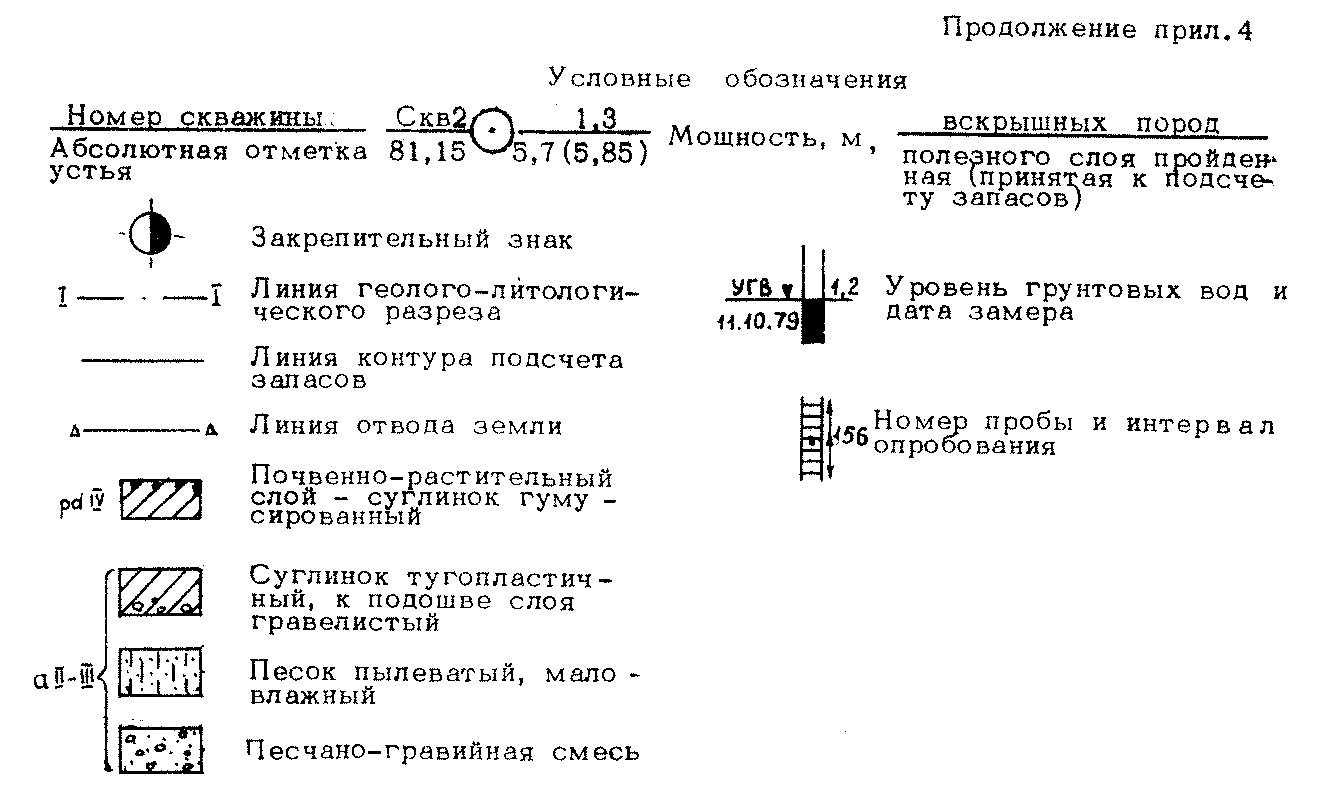 Продолжение прил.4
Условные обозначения
Номер скважины Скв2 1,3 Мощность, м, вскрышных пород
Абсолютная отметка 81,15 5,7(5,85) полезного слоя пройден-
устья ная (принятая к подсче-
ту запасов)
Закрепительный знак
I I Линия геолого-литологи-
ческого разреза
УГВ 1,2 Уровень грунтовых вод и
11.10.79 дата замера
Линия контура подсчета
запасов
Линия отвода земли
156 Номер пробы и интервал
опробования
pd IV Почвенно-растительный
слой - суглинок гуму-
сированный
Суглинок тугопластич-
ный, к подошве слоя
гравелистый
a II-III Песок пылеватый, мало-
влажный
Песчано-гравийная смесь